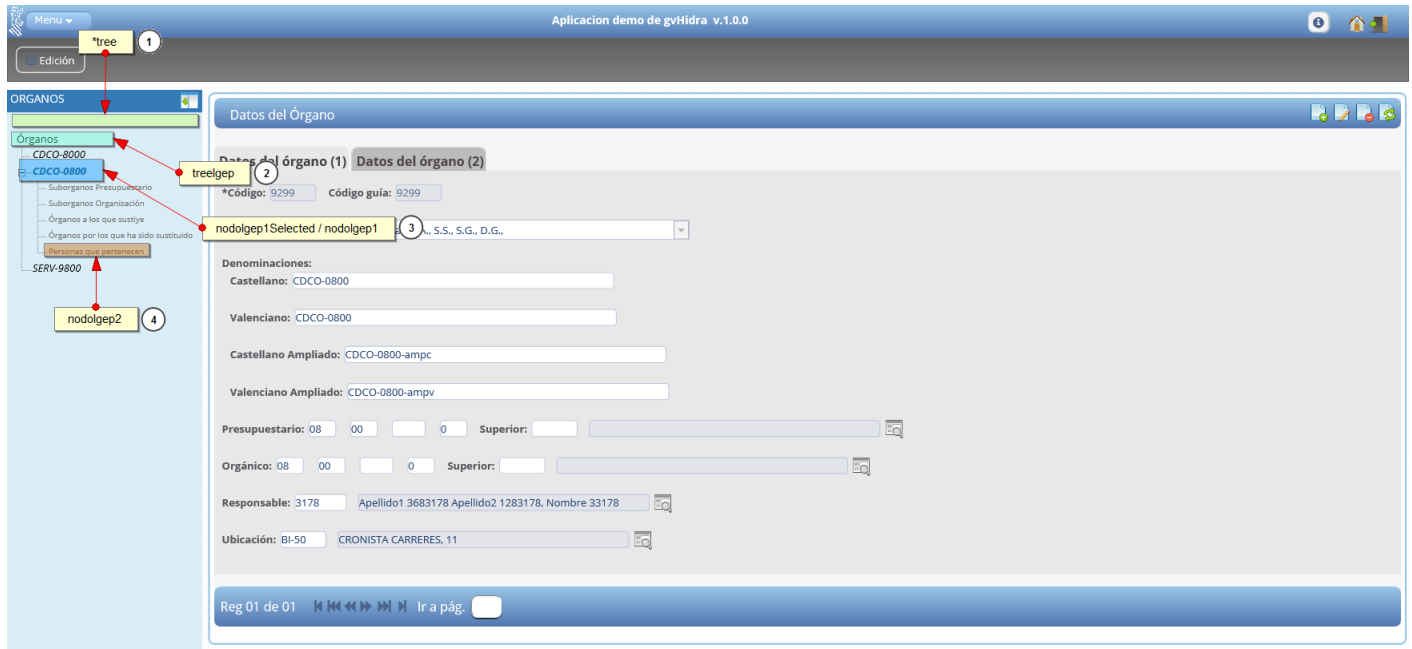 Menu
Aplicacion demo de gvHidra v.1.0.0
*tree
1
Edición
ORGANOS
Órganos
CDCO-8000
CDCO-0800
Suborganos Presupuestario
Suborganos Organización
Órganos a los que sustiye
Órganos por los que ha sido sustituido
Personas que pertenecen
SERV-9800
treelgep
2
nodolgep1Selected / nodolgep1
3
nodolgep2
4
Datos del Órgano
Datos del órgano (1) Datos del órgano (2)
*Código: 9299 Código guía: 9299
S.S., S.G., D.G.,
Denominaciones:
Castellano: CDCO-0800
Valenciano: CDCO-0800
Castellano Ampliado: CDCO-0800-ampc
Valenciano Ampliado: CDCO-0800-ampv
Presupuestario: 08 00 0 Superior:
Orgánico: 08 00 0 Superior:
Responsable: 3178 Apellido1 3683178 Apellido2 1283178, Nombre 33178
Ubicación: BI-50 CRONISTA CARRERES, 11
Reg 01 de 01 Ir a pág.